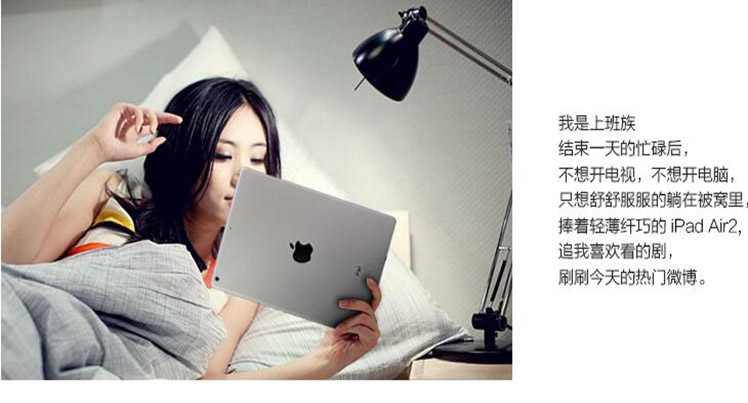 我是上班族
结束一天的忙碌后，
不想开电视，不想开电脑，
只想舒舒服服的躺在被窝里，
捧着轻薄纤巧的 iPad Air2，
追我喜欢看的剧，
刷刷今天的热门微博。
iPad